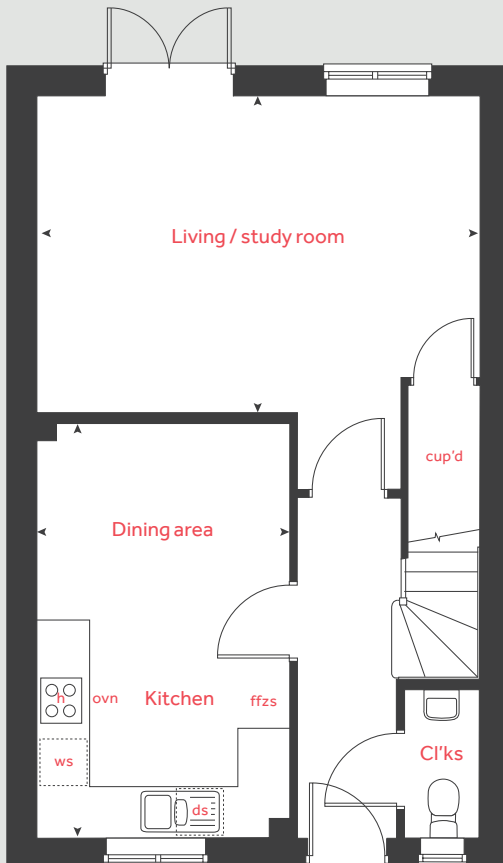 Living / study room
cup'd
Dining area
h
ovn
Kitchen
ffzs
ws
Cl'ks
ds